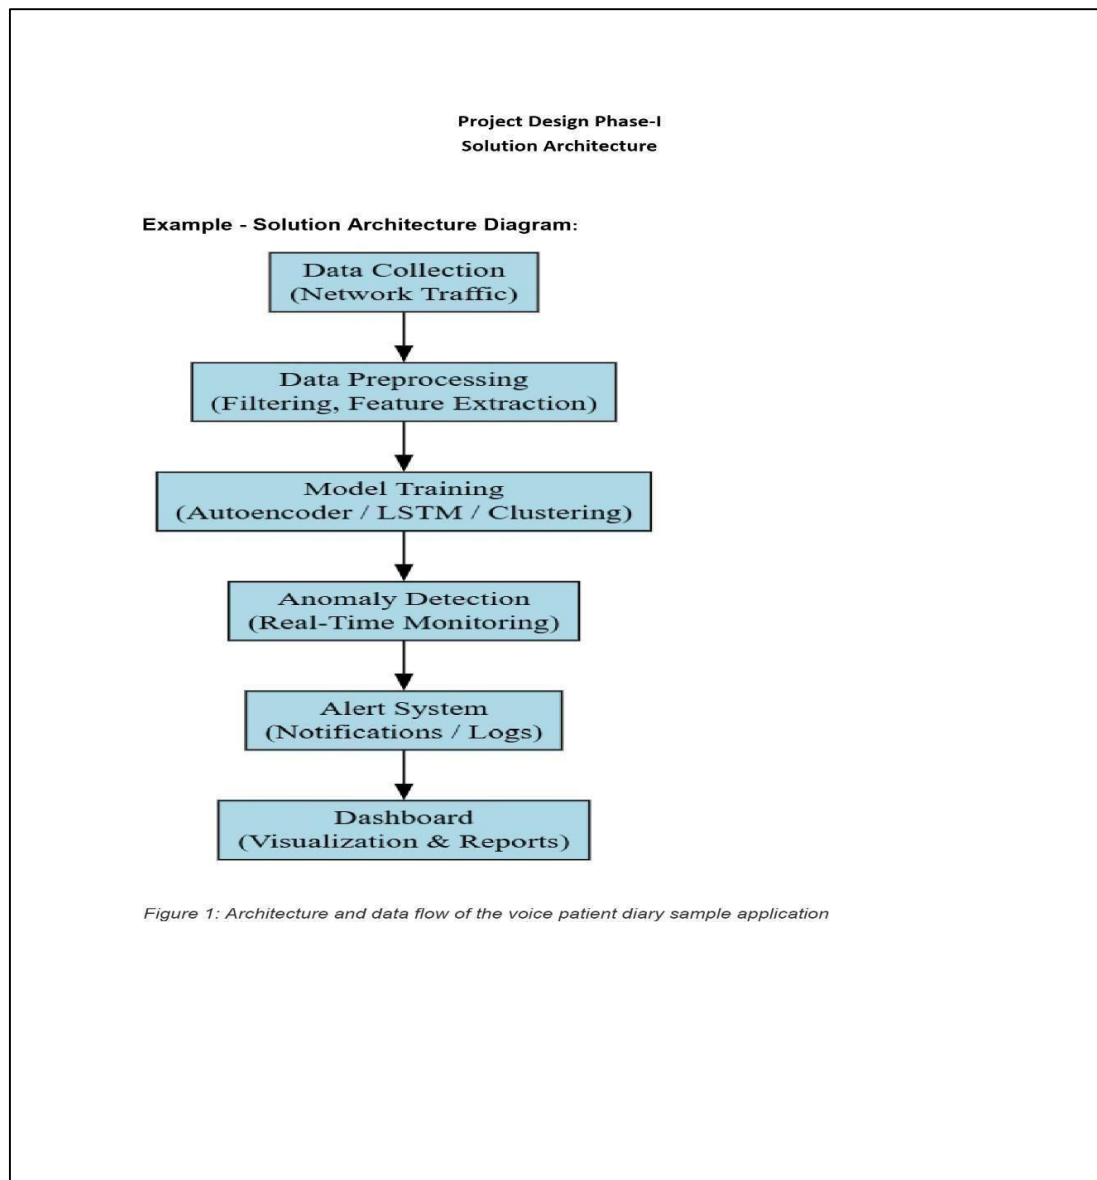 Project Design Phase-I
Solution Architecture
Example - Solution Architecture Diagram:
Data Collection
(Network Traffic)
Data Preprocessing
(Filtering, Feature Extraction)
Model Training
(Autoencoder / LSTM / Clustering)
Anomaly Detection
(Real-Time Monitoring)
Alert System
(Notifications / Logs)
Dashboard
(Visualization & Reports)
Figure 1: Architecture and data flow of the voice patient diary sample application